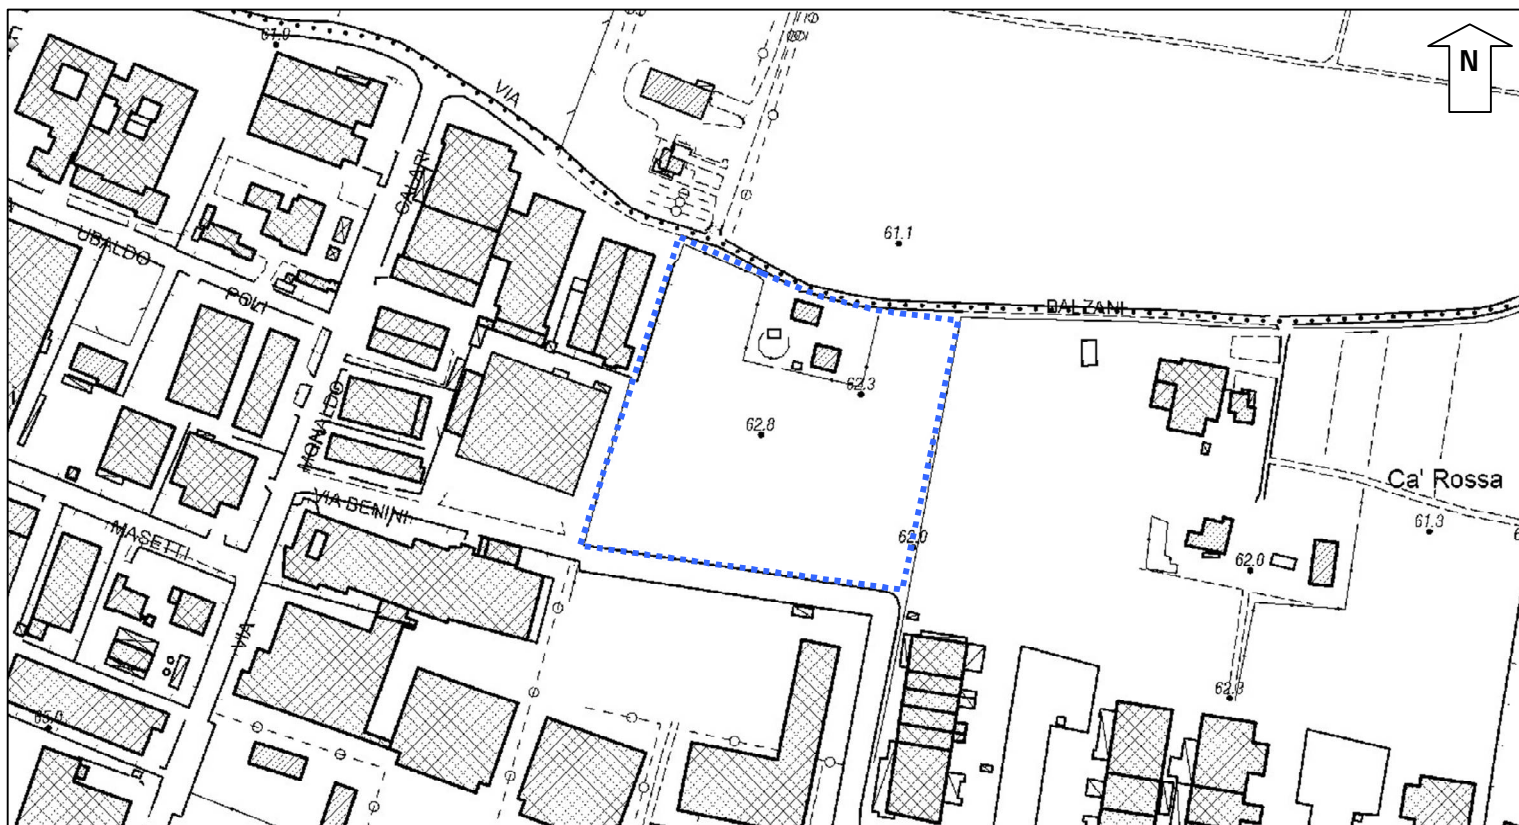 61.0
VIA
N
CALARI
UBALDO
POLI
61.1
DALZANI
62.3
62.8
MONALDO
Ca' Rossa
VIA BENINI
MASETTI
62.0
61.3
62.0
VIA
62.8
65.0